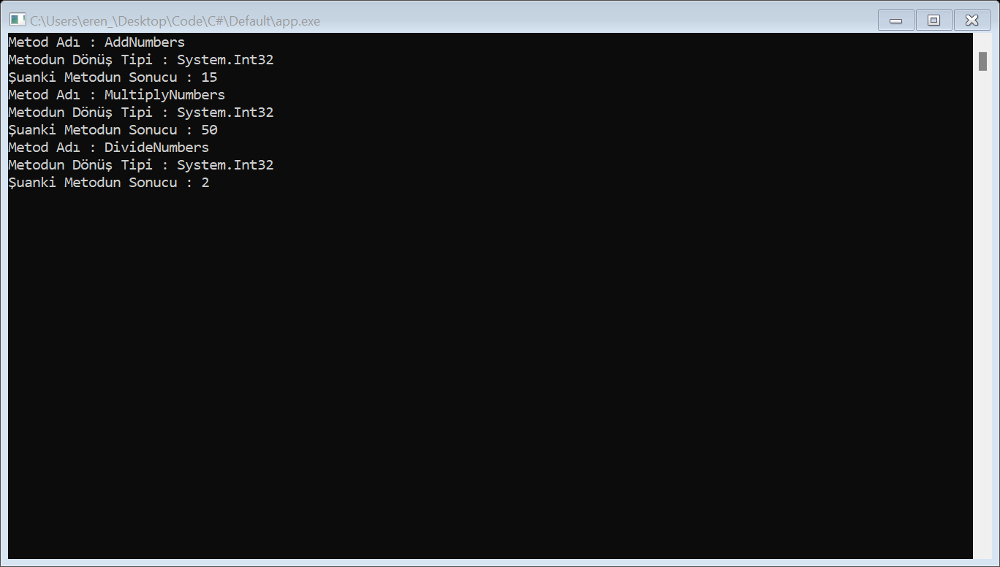 C:\Users\eren_\Desktop\Code\C#\Default\app.exe
Metod Adı : AddNumbers
Metodun Dönüş Tipi : System.Int32
Şuanki Metodun Sonucu : 15
Metod Adı : MultiplyNumbers
Metodun Dönüş Tipi : System.Int32
Şuanki Metodun Sonucu : 50
Metod Adı : DivideNumbers
Metodun Dönüş Tipi : System.Int32
Şuanki Metodun Sonucu : 2